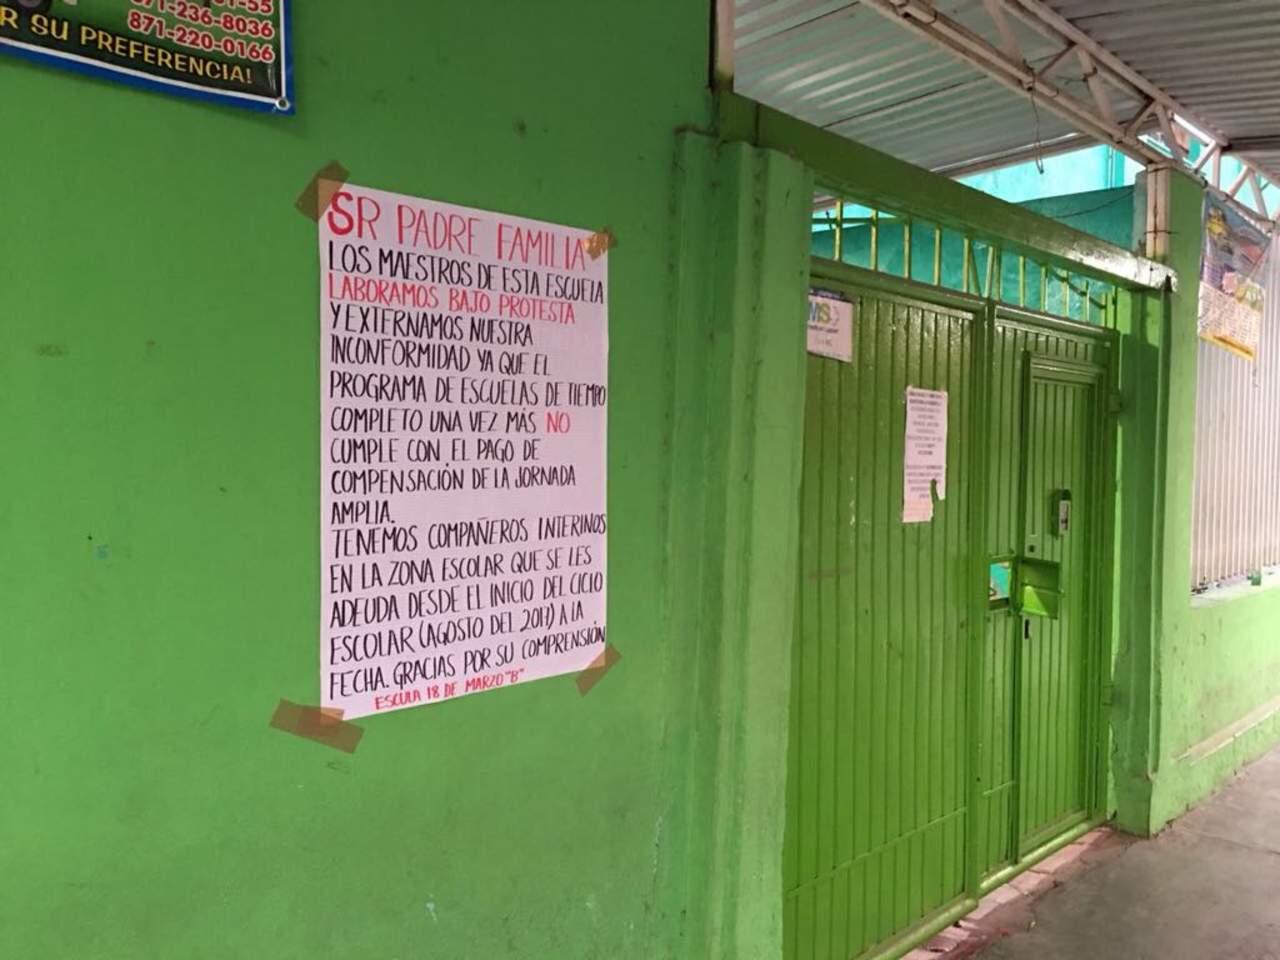 871-236-8036
871-220-0166
R SU PREFERENCIA!
SR PADRE FAMILIA
LOS MAESTROS DE ESTA ESCUELA
LABORAMOS BAJO PROTESTA
Y EXTERNAMOS NUESTRA
INCONFORMIDAD YA QUE EL
PROGRAMA DE ESCUELAS DE TIEMPO
COMPLETO UNA VEZ MÁS NO
CUMPLE CON EL PAGO DE
COMPENSACIÓN DE LA JORNADA
AMPLIA.
TENEMOS COMPAÑEROS INTERINOS
EN LA ZONA ESCOLAR QUE SE LES
ADEUDA DESDE EL INICIO DEL CICLO
ESCOLAR (AGOSTO DEL 2017) A LA
FECHA. GRACIAS POR SU COMPRENSIÓN
ESCULA 18 DE MARZO "B"